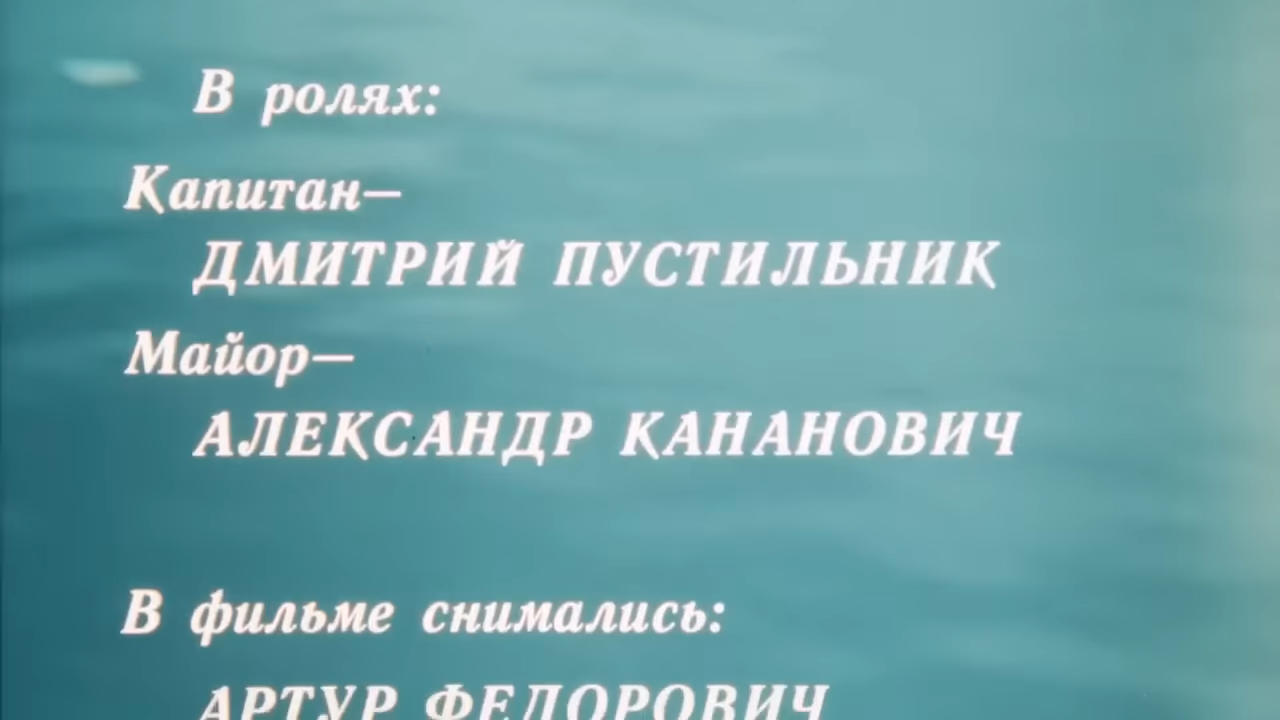 В ролях:
Капитан—
ДМИТРИЙ ПУСТИЛЬНИК
Майор—
АЛЕКСАНДР КАНАНОВИЧ
В фильме снимались:
АРТУР ФЕДОРОВИЧ